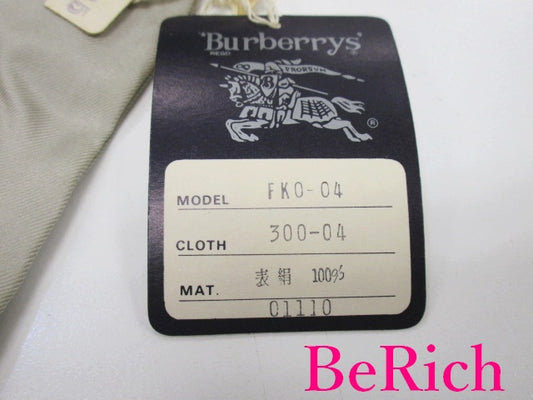 'Burberrys'
REGD.
PRORSUM
®
MODEL FKO-04
CLOTH 300-04
MAT. 表絹 100%
01110
BeRich